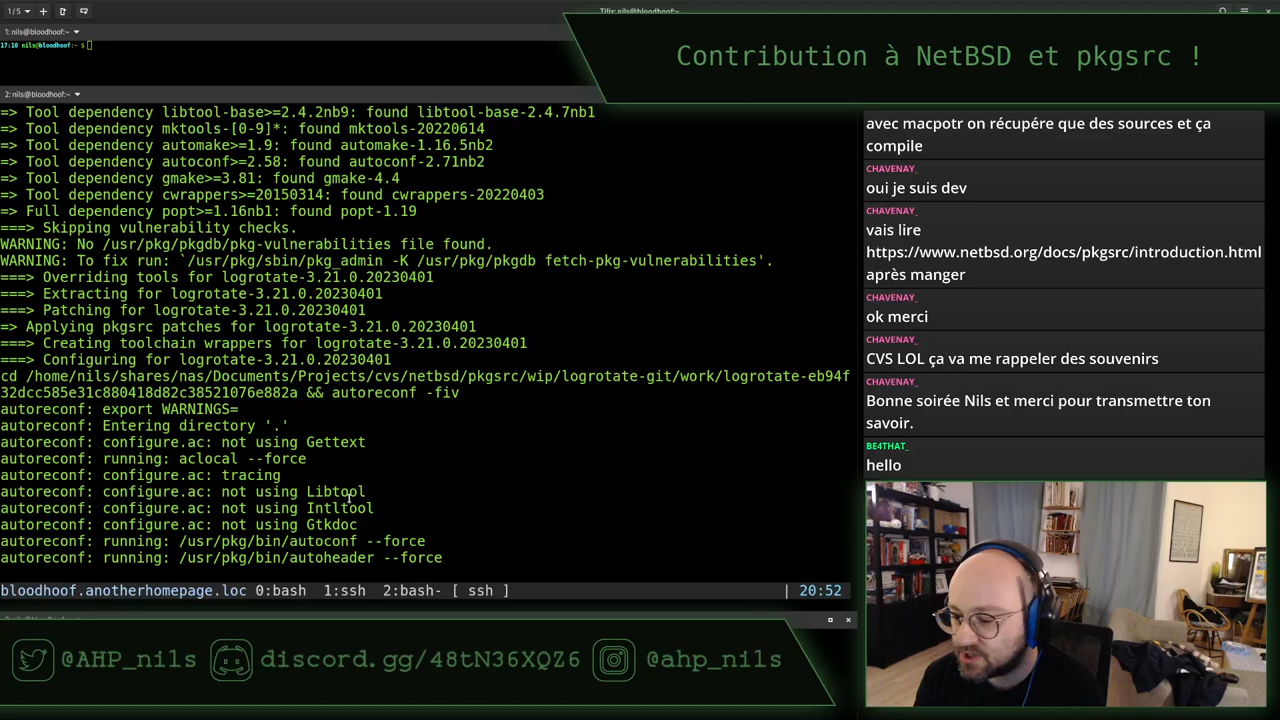 1 / 5
Tilix: nils@bloodhoof:~
1: nils@bloodhoof:~
17:10 nils@bloodhoof:~ $
Contribution à NetBSD et pkgsrc !
2: nils@bloodhoof:~
=> Tool dependency libtool-base>=2.4.2nb9: found libtool-base-2.4.7nb1
=> Tool dependency mktools-[0-9]*: found mktools-20220614
=> Tool dependency automake>=1.9: found automake-1.16.5nb2
=> Tool dependency autoconf>=2.58: found autoconf-2.71nb2
=> Tool dependency gmake>=3.81: found gmake-4.4
=> Tool dependency cwrappers>=20150314: found cwrappers-20220403
=> Full dependency popt>=1.16nb1: found popt-1.19
===> Skipping vulnerability checks.
WARNING: No /usr/pkg/pkgdb/pkg-vulnerabilities file found.
WARNING: To fix run: `/usr/pkg/sbin/pkg_admin -K /usr/pkg/pkgdb fetch-pkg-vulnerabilities'.
===> Overriding tools for logrotate-3.21.0.20230401
===> Extracting for logrotate-3.21.0.20230401
===> Patching for logrotate-3.21.0.20230401
=> Applying pkgsrc patches for logrotate-3.21.0.20230401
===> Creating toolchain wrappers for logrotate-3.21.0.20230401
===> Configuring for logrotate-3.21.0.20230401
cd /home/nils/shares/nas/Documents/Projects/cvs/netbsd/pkgsrc/wip/logrotate-git/work/logrotate-eb94f
32dcc585e31c880418d82c38521076e882a && autoreconf -fiv
autoreconf: export WARNINGS=
autoreconf: Entering directory '.'
autoreconf: configure.ac: not using Gettext
autoreconf: running: aclocal --force
autoreconf: configure.ac: tracing
autoreconf: configure.ac: not using Libtool
autoreconf: configure.ac: not using Intltool
autoreconf: configure.ac: not using Gtkdoc
autoreconf: running: /usr/pkg/bin/autoconf --force
autoreconf: running: /usr/pkg/bin/autoheader --force
bloodhoof.anotherhomepage.loc 0:bash 1:ssh 2:bash- [ ssh ] | 20:52
avec macpotr on récupére que des sources et ça
compile
CHAVENAY_
oui je suis dev
CHAVENAY_
vais lire
https://www.netbsd.org/docs/pkgsrc/introduction.html
après manger
CHAVENAY_
ok merci
CHAVENAY_
CVS LOL ça va me rappeler des souvenirs
CHAVENAY_
Bonne soirée Nils et merci pour transmettre ton
savoir.
BE4THAT_
hello
@AHP_nils discord.gg/48tN36XQZ6 @ahp_nils